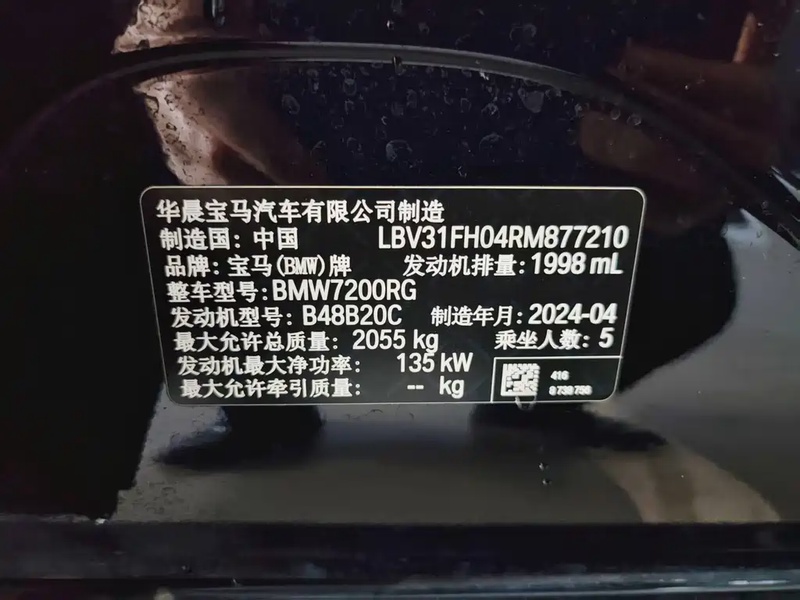 华晨宝马汽车有限公司制造
制造国: 中国 LBV31FH04RM877210
品牌: 宝马(BMW)牌 发动机排量: 1998 mL
整车型号: BMW7200RG
发动机型号: B48B20C 制造年月: 2024-04
最大允许总质量: 2055 kg 乘坐人数: 5
发动机最大净功率: 135 kW
最大允许牵引质量: -- kg
416
8 739 756